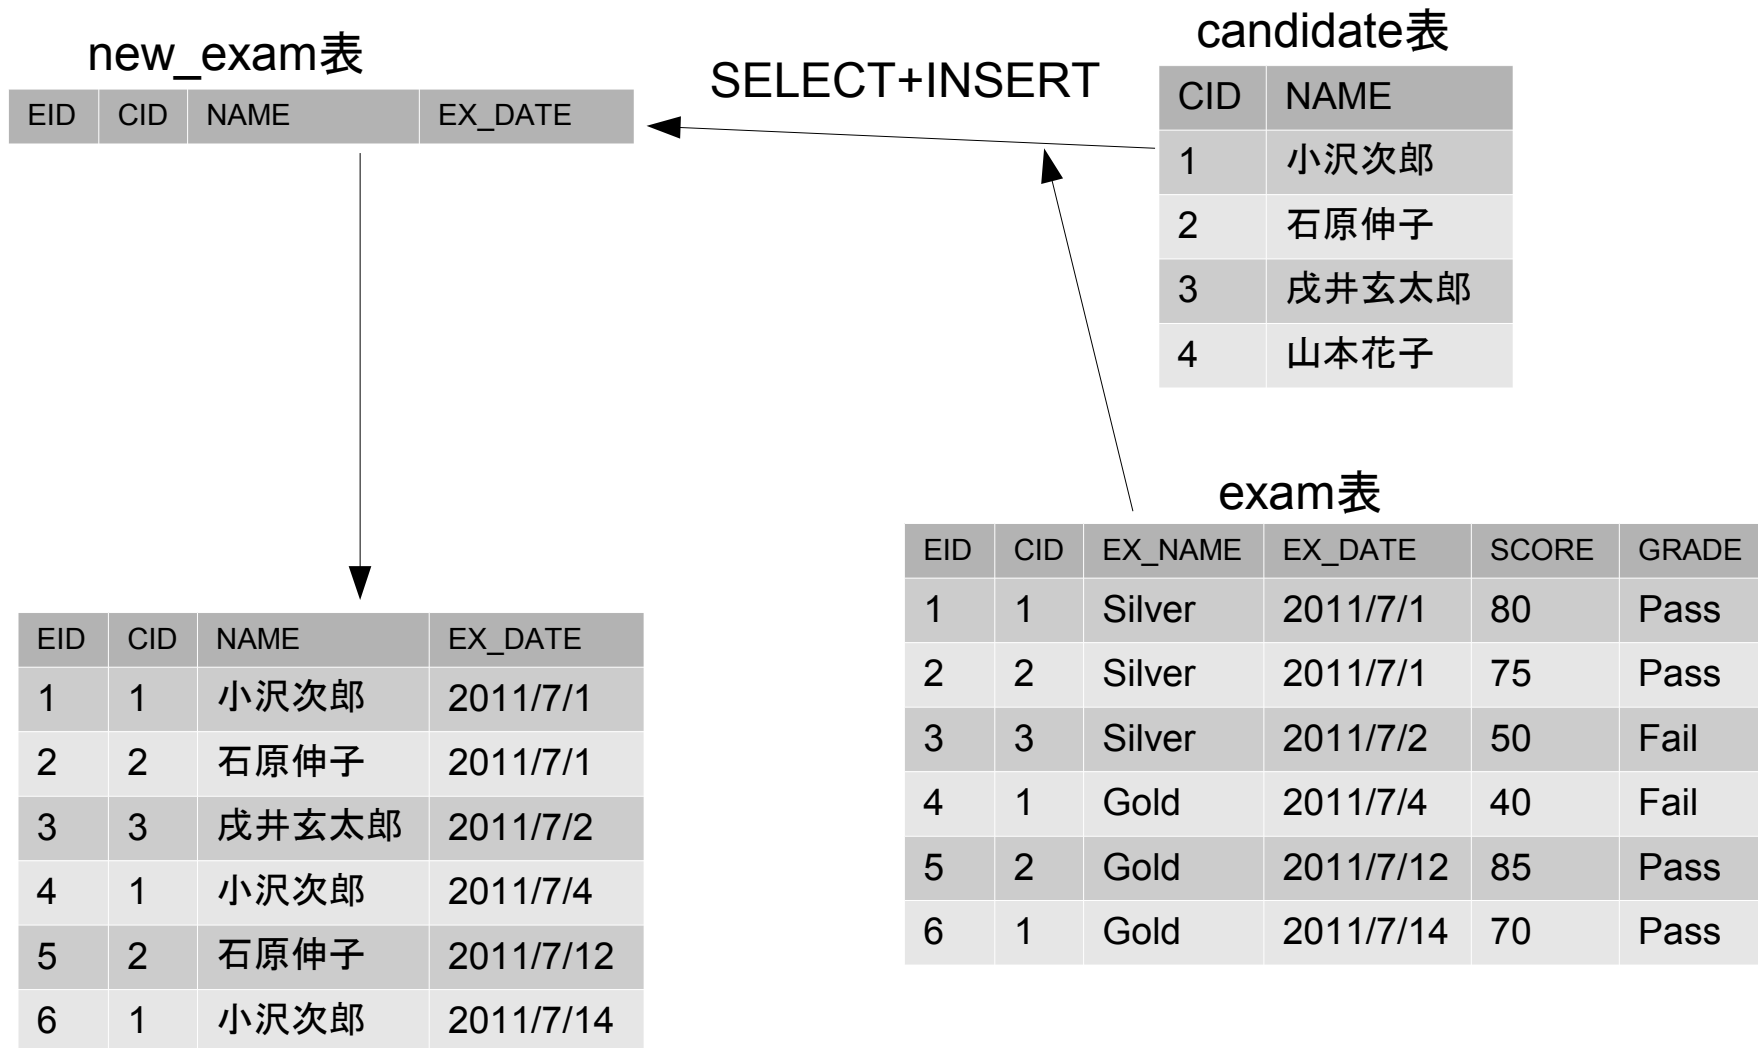 new_exam表
EID CID NAME EX_DATE
SELECT+INSERT
candidate表
CID NAME
1 小沢次郎
2 石原伸子
3 戌井玄太郎
4 山本花子
exam表
EID CID EX_NAME EX_DATE SCORE GRADE
1 1 Silver 2011/7/1 80 Pass
2 2 Silver 2011/7/1 75 Pass
3 3 Silver 2011/7/2 50 Fail
4 1 Gold 2011/7/4 40 Fail
5 2 Gold 2011/7/12 85 Pass
6 1 Gold 2011/7/14 70 Pass
EID CID NAME EX_DATE
1 1 小沢次郎 2011/7/1
2 2 石原伸子 2011/7/1
3 3 戌井玄太郎 2011/7/2
4 1 小沢次郎 2011/7/4
5 2 石原伸子 2011/7/12
6 1 小沢次郎 2011/7/14